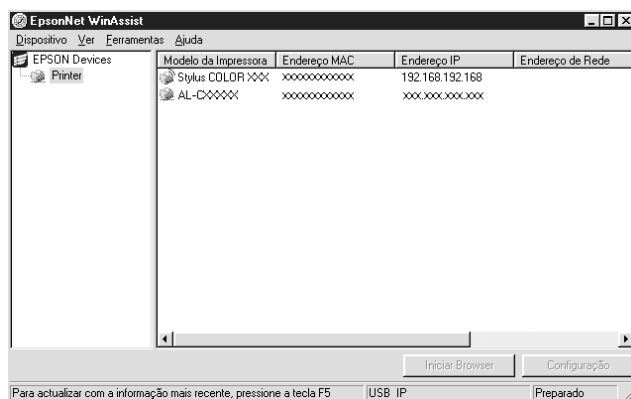 EpsonNet WinAssist
Dispositivo Ver Ferramentas Ajuda
EPSON Devices
Printer
Modelo da Impressora Endereço MAC Endereço IP Endereço de Rede
Stylus COLOR XXX XXXXXXXXXXXX 192.168.192.168
AL-CXXXXX XXXXXXXXXXXX XXX.XXX.XXX.XXX
Iniciar Browser Configuração
Para actualizar com a informação mais recente, pressione a tecla F5 USB IP Preparado